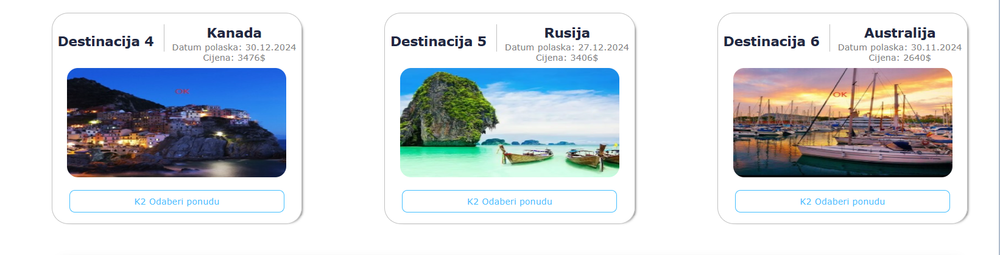 Destinacija 4
Kanada
Datum polaska: 30.12.2024
Cijena: 3476$
OK
K2 Odaberi ponudu
Destinacija 5
Rusija
Datum polaska: 27.12.2024
Cijena: 3406$
K2 Odaberi ponudu
Destinacija 6
Australija
Datum polaska: 30.11.2024
Cijena: 2640$
OK
K2 Odaberi ponudu